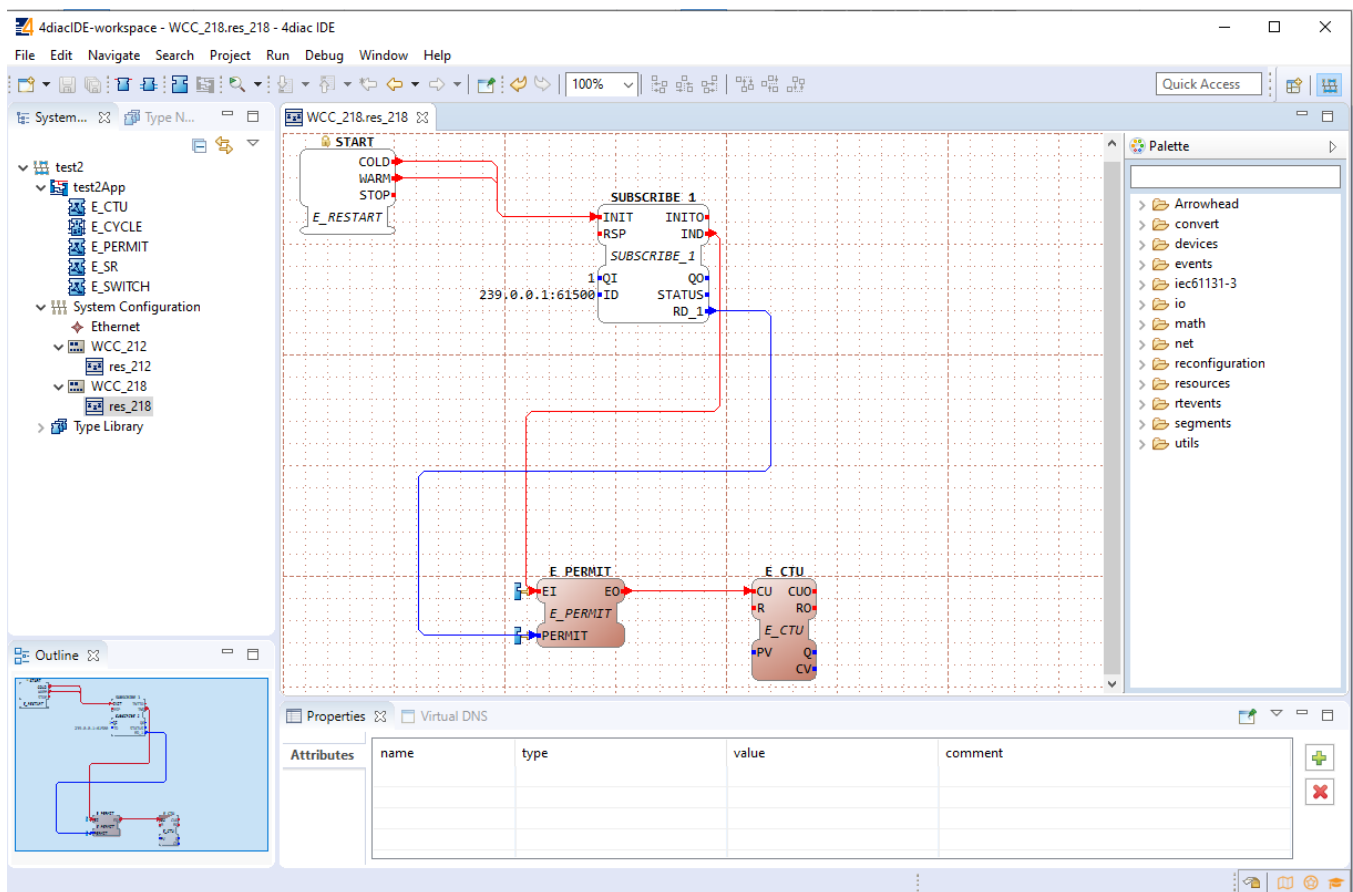 4diacIDE-workspace - WCC_218.res_218 - 4diac IDE
File Edit Navigate Search Project Run Debug Window Help
100%
Quick Access
System...
Type N...
test2
test2App
E_CTU
E_CYCLE
E_PERMIT
E_SR
E_SWITCH
System Configuration
Ethernet
WCC_212
res_212
WCC_218
res_218
Type Library
WCC_218.res_218
START
COLD
WARM
STOP
E_RESTART
SUBSCRIBE_1
INIT INITO
RSP IND
SUBSCRIBE_1
1 QI QO
239.0.0.1:61500 ID STATUS
RD_1
E_PERMIT
EI EO
E_PERMIT
PERMIT
E_CTU
CU CUO
R RO
E_CTU
PV Q
CV
Palette
Arrowhead
convert
devices
events
iec61131-3
io
math
net
reconfiguration
resources
rtevents
segments
utils
Outline
Properties
Virtual DNS
Attributes
name type value comment